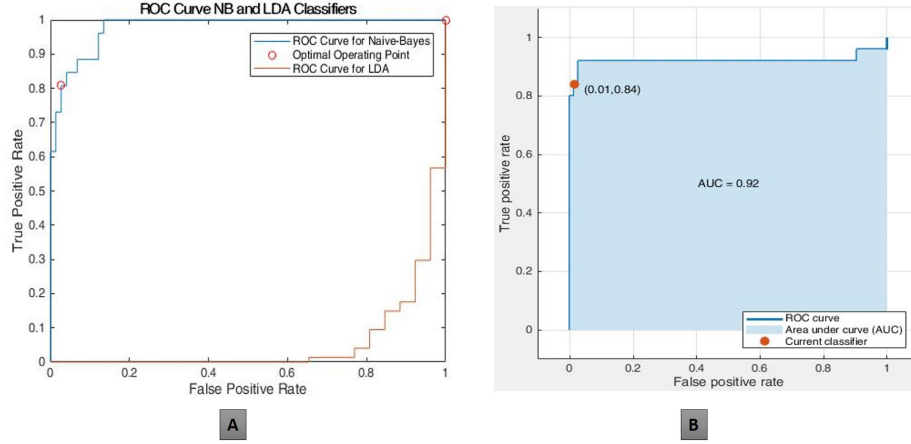 ROC Curve NB and LDA Classifiers
ROC Curve for Naive-Bayes
Optimal Operating Point
ROC Curve for LDA
True Positive Rate
1
0.9
0.8
0.7
0.6
0.5
0.4
0.3
0.2
0.1
0
0 0.2 0.4 0.6 0.8 1
False Positive Rate
A
True positive rate
1
0.8
0.6
0.4
0.2
0
(0.01,0.84)
AUC = 0.92
ROC curve
Area under curve (AUC)
Current classifier
0 0.2 0.4 0.6 0.8 1
False positive rate
B